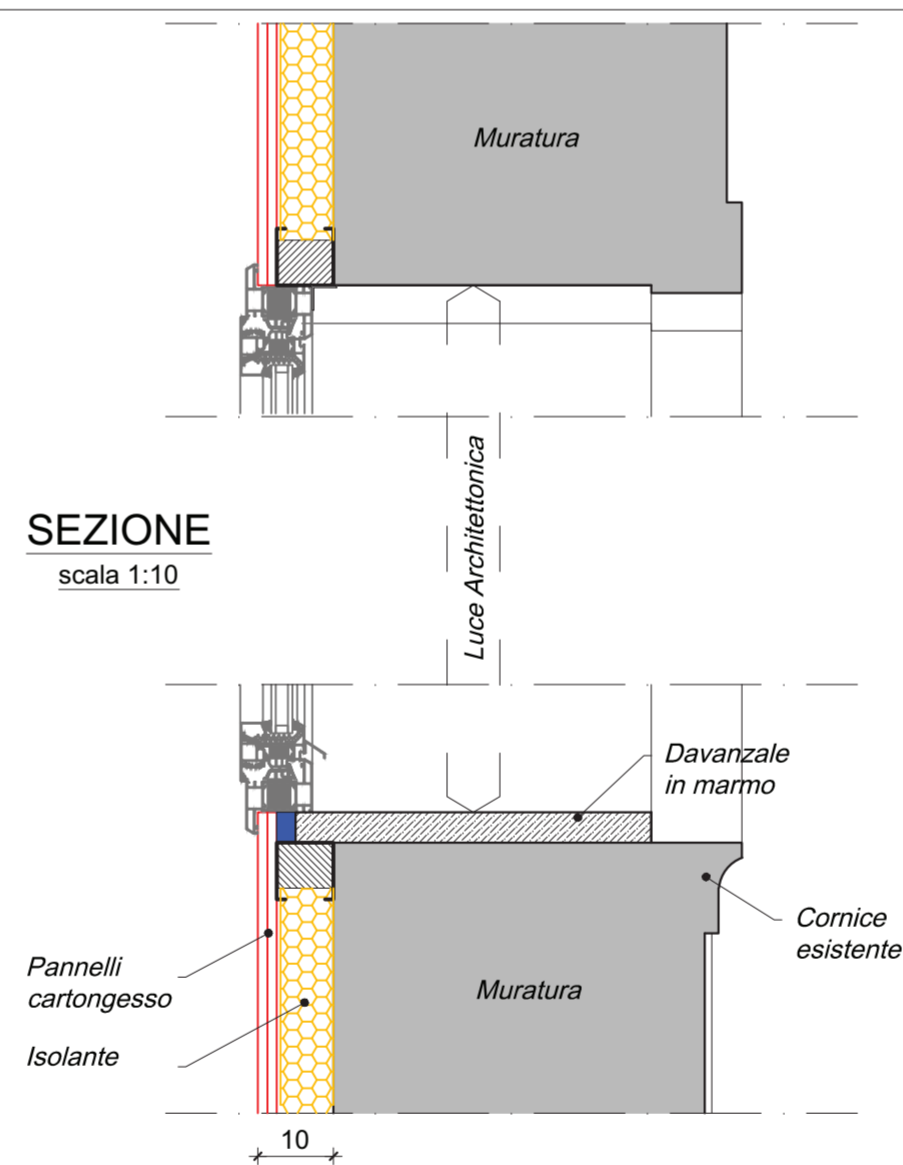 Muratura
SEZIONE
scala 1:10
Luce Architettonica
Davanzale
in marmo
Cornice
esistente
Pannelli
cartongesso
Muratura
Isolante
10